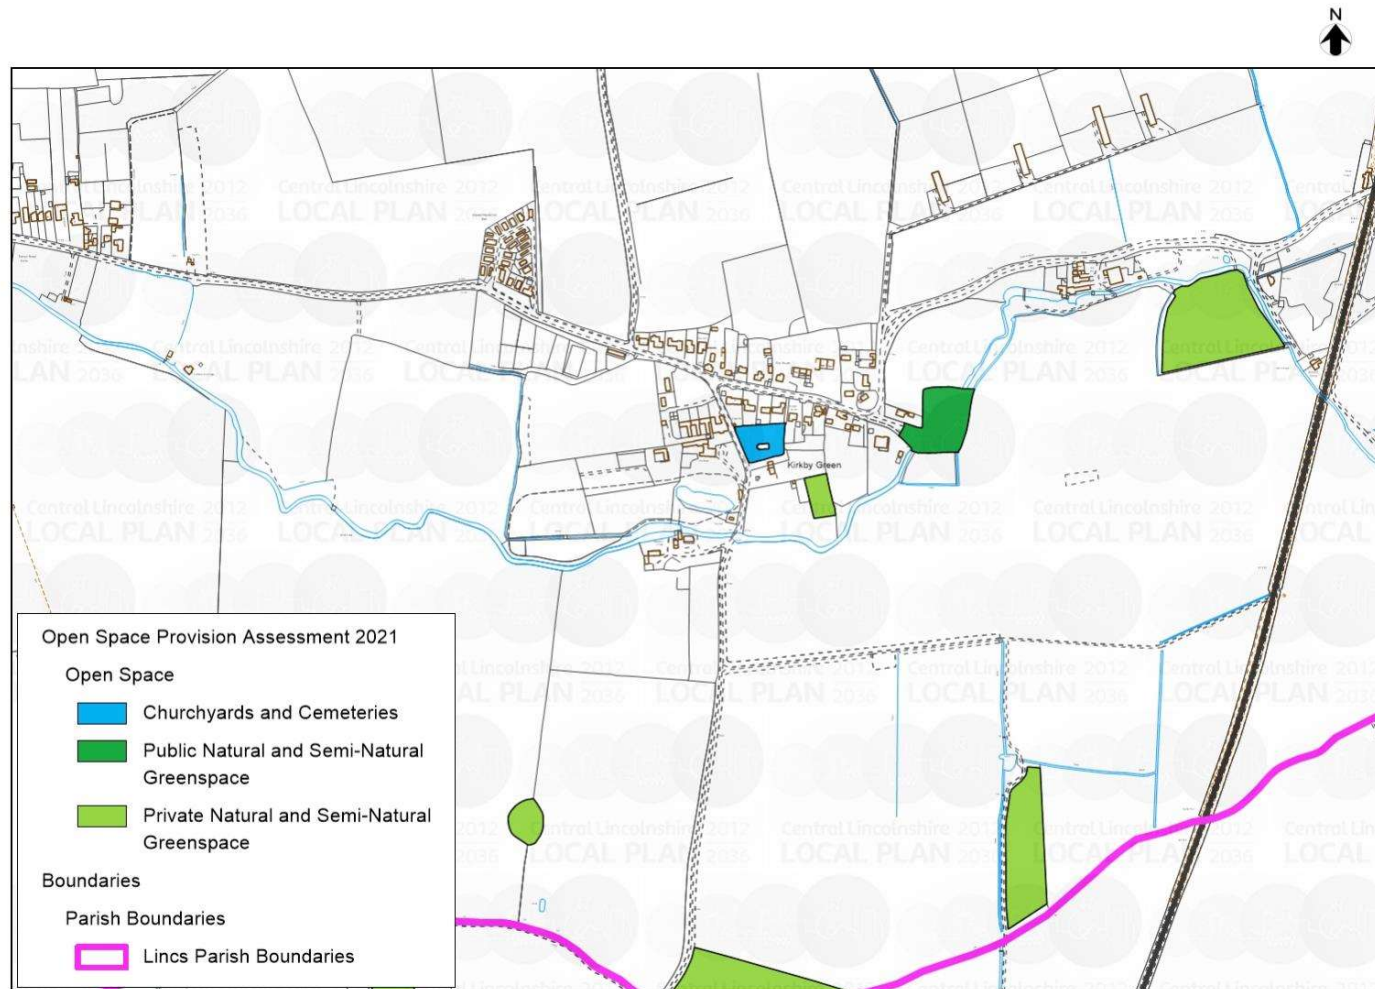 N
Central Lincolnshire 2012
LOCAL PLAN 2036
Kirkby Green
Open Space Provision Assessment 2021
Open Space
Churchyards and Cemeteries
Public Natural and Semi-Natural
Greenspace
Private Natural and Semi-Natural
Greenspace
Boundaries
Parish Boundaries
Lincs Parish Boundaries